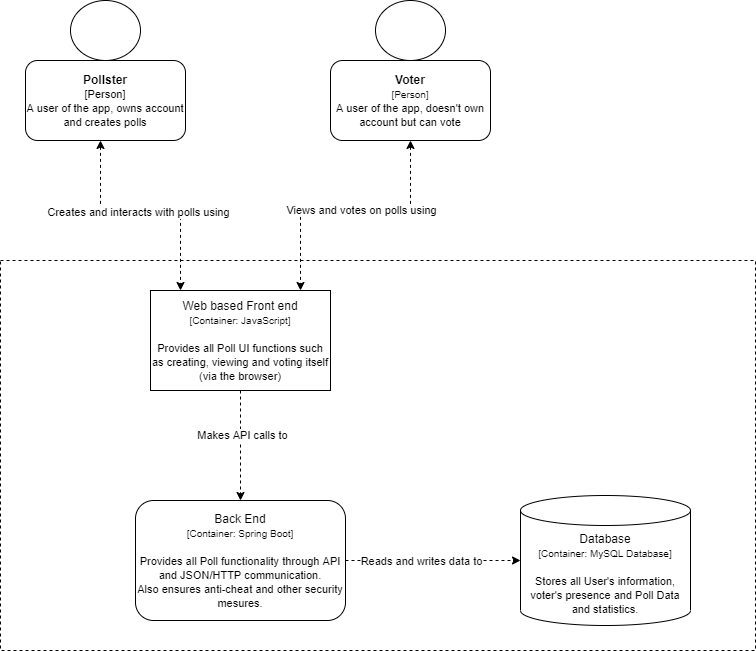 Pollster
[Person]
A user of the app, owns account
and creates polls
Voter
[Person]
A user of the app, doesn't own
account but can vote
Creates and interacts with polls using
Views and votes on polls using
Web based Front end
[Container: JavaScript]
Provides all Poll UI functions such
as creating, viewing and voting itself
(via the browser)
Makes API calls to
Back End
[Container: Spring Boot]
Provides all Poll functionality through API
and JSON/HTTP communication.
Also ensures anti-cheat and other security
mesures.
Reads and writes data to
Database
[Container: MySQL Database]
Stores all User's information,
voter's presence and Poll Data
and statistics.